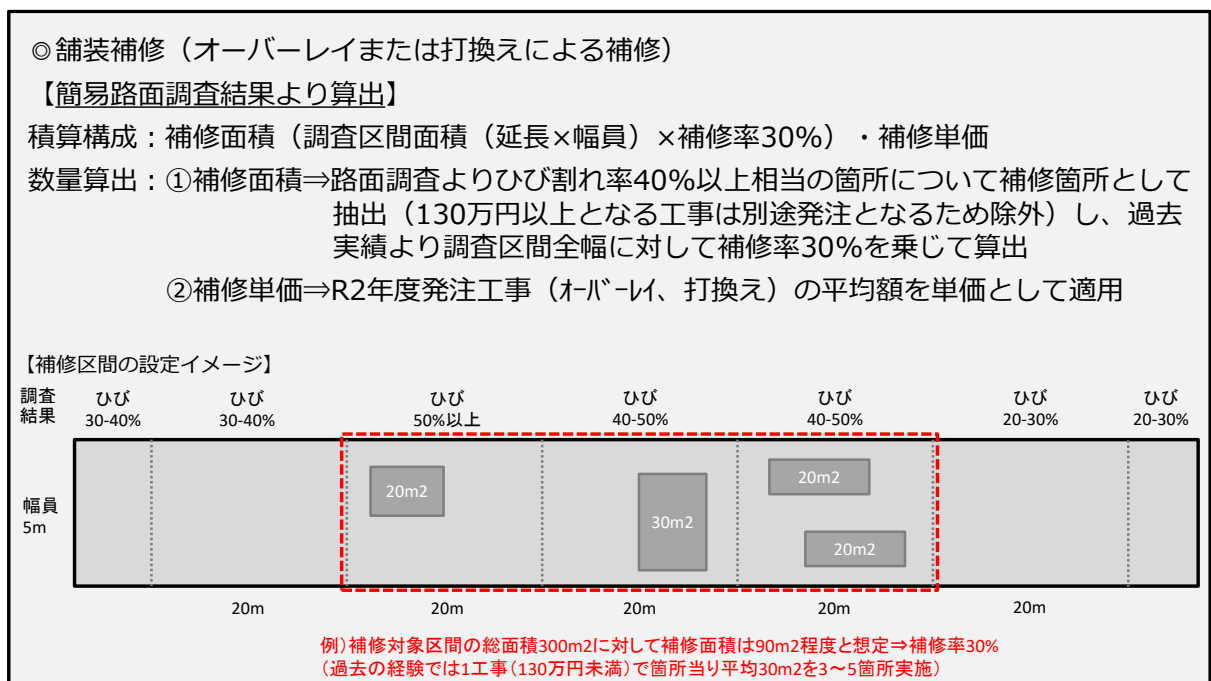 ◎舗装補修（オーバーレイまたは打換えによる補修）
【簡易路面調査結果より算出】
積算構成：補修面積（調査区間面積（延長×幅員）×補修率30%）・補修単価
数量算出：①補修面積⇒路面調査よりひび割れ率40%以上相当の箇所について補修箇所として
抽出（130万円以上となる工事は別途発注となるため除外）し、過去
実績より調査区間全幅に対して補修率30%を乗じて算出
②補修単価⇒R2年度発注工事（ｵｰﾊﾞｰﾚｲ、打換え）の平均額を単価として適用
【補修区間の設定イメージ】
調査 ひび ひび ひび ひび ひび ひび ひび
結果 30-40% 30-40% 50%以上 40-50% 40-50% 20-30% 20-30%
幅員
5m
20m2
30m2
20m2
20m2
20m 20m 20m 20m 20m
例）補修対象区間の総面積300m2に対して補修面積は90m2程度と想定⇒補修率30%
（過去の経験では1工事（130万円未満）で箇所当り平均30m2を3～5箇所実施）